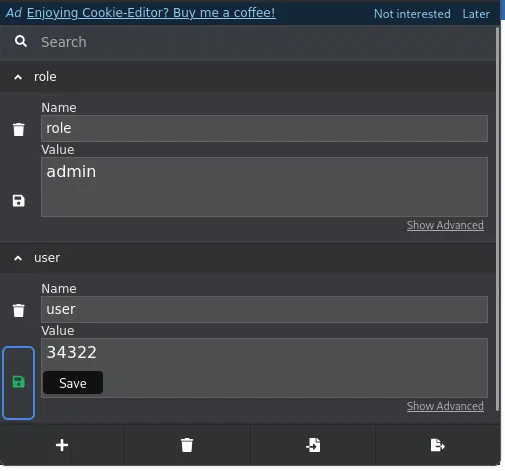 Ad Enjoying Cookie-Editor? Buy me a coffee! Not interested Later
Search
role
Name
role
Value
admin
Show Advanced
user
Name
user
Value
34322
Save
Show Advanced